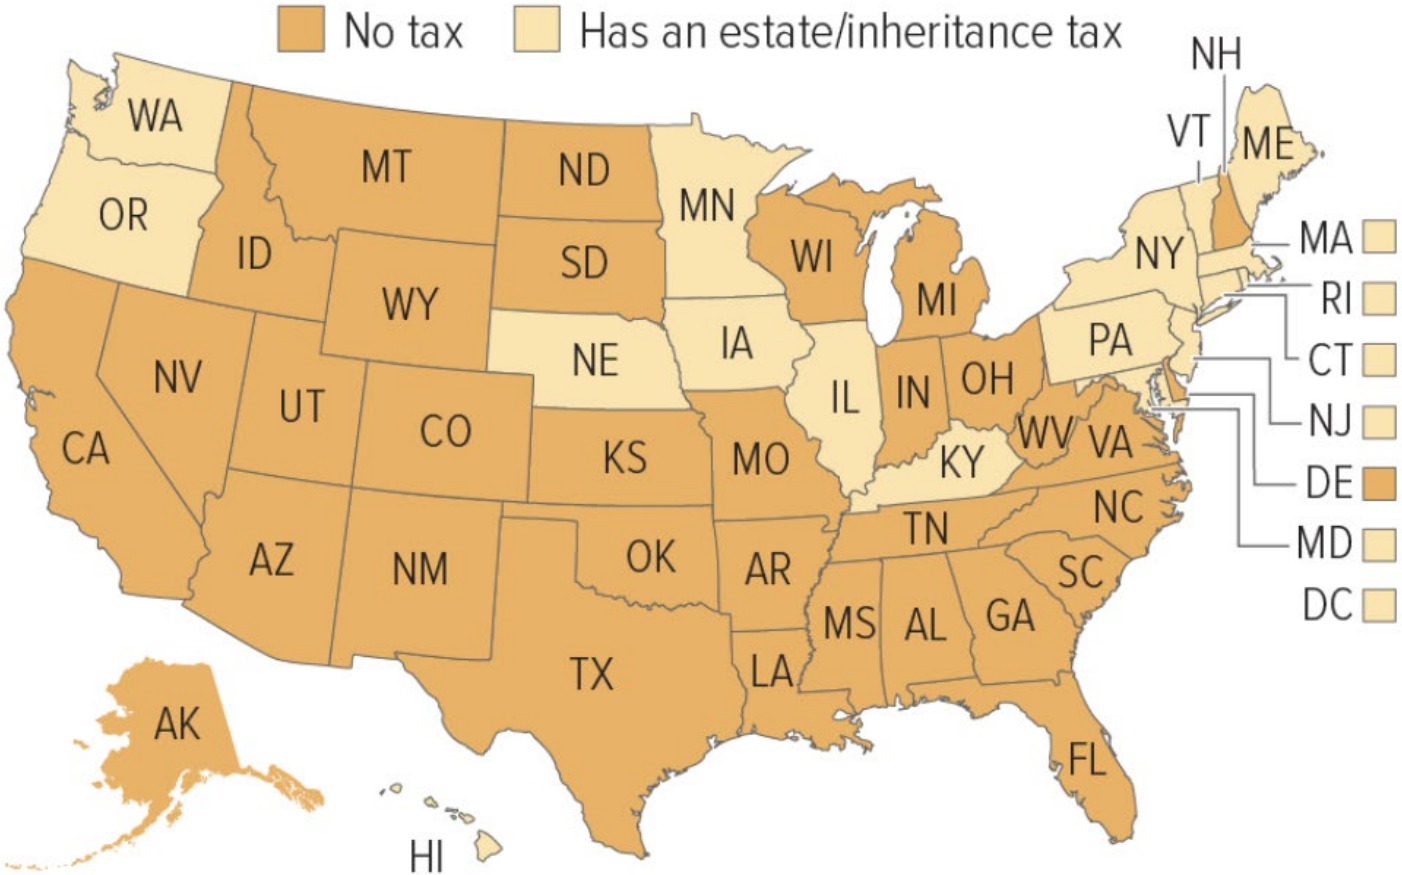 No tax
Has an estate/inheritance tax
NH
VT
ME
WA
MT
ND
MN
OR
ID
SD
WI
NY
MA
WY
MI
RI
NE
IA
PA
CT
NV
UT
CO
IL
IN
OH
NJ
CA
KS
MO
KY
WV
VA
DE
AZ
NM
OK
AR
TN
NC
MD
SC
DC
MS
AL
GA
TX
LA
AK
FL
HI